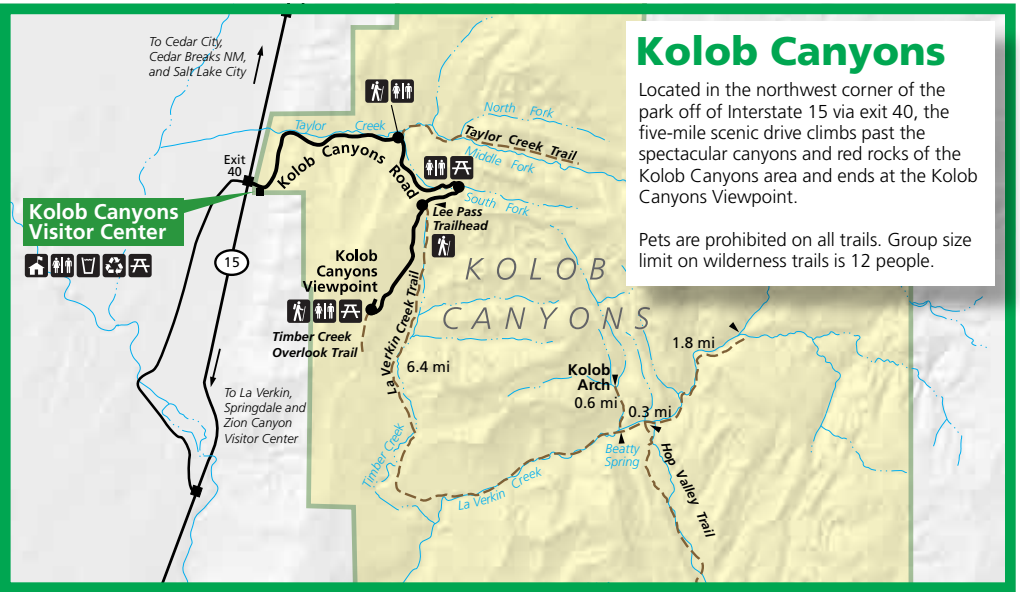 Kolob Canyons
Located in the northwest corner of the
park off of Interstate 15 via exit 40, the
five-mile scenic drive climbs past the
spectacular canyons and red rocks of the
Kolob Canyons area and ends at the Kolob
Canyons Viewpoint.
Pets are prohibited on all trails. Group size
limit on wilderness trails is 12 people.
To Cedar City,
Cedar Breaks NM,
and Salt Lake City
North Fork
Taylor Creek
Taylor Creek Trail
Middle Fork
Kolob Canyons Road
Exit
40
South Fork
Kolob Canyons
Visitor Center
Lee Pass
Trailhead
15
Kolob
Canyons
Viewpoint
KOLOB
CANYONS
Timber Creek
Overlook Trail
La Verkin Creek Trail
6.4 mi
1.8 mi
Kolob
Arch
0.6 mi
0.3 mi
To La Verkin,
Springdale and
Zion Canyon
Visitor Center
Timber Creek
Beatty
Spring
Hop Valley Trail
La Verkin Creek